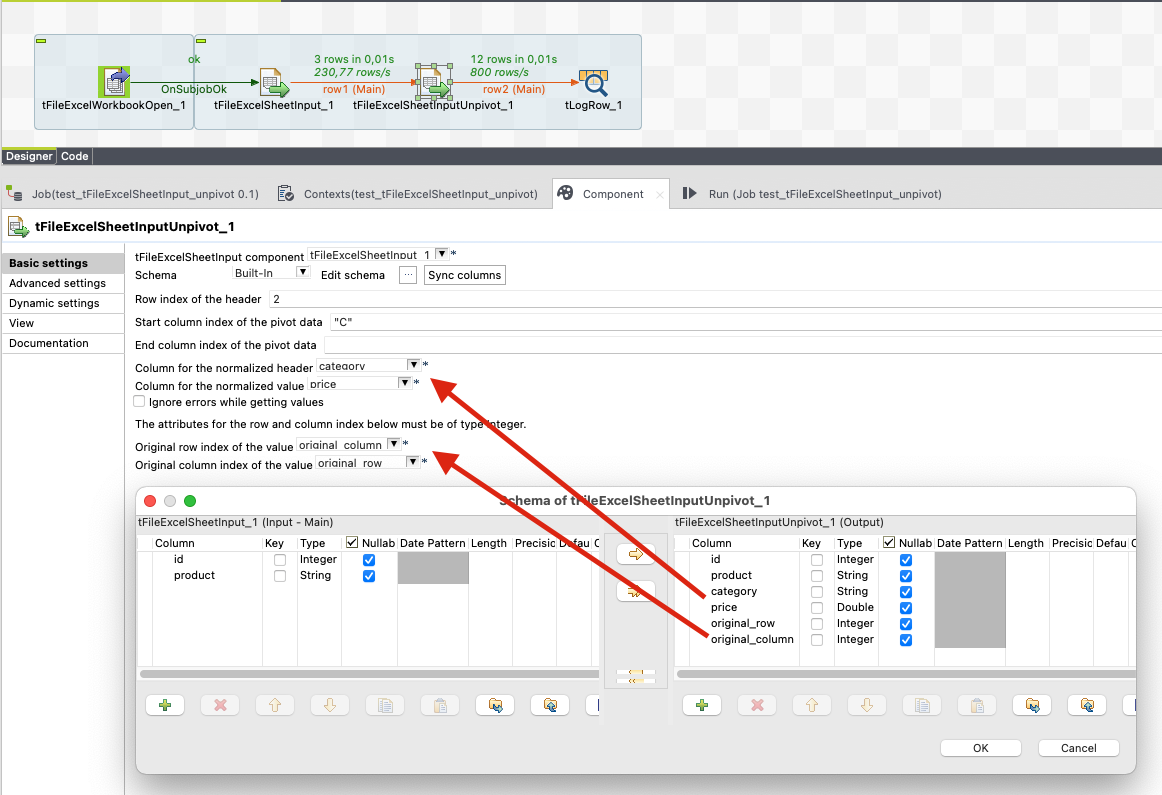 ok
3 rows in 0,01s
12 rows in 0,01s
230,77 rows/s
800 rows/s
OnSubjobOk
row1 (Main)
row2 (Main)
tFileExcelWorkbookOpen_1
tFileExcelSheetInput_1
tFileExcelSheetInputUnpivot_1
tLogRow_1
Designer
Code
Job(test_tFileExcelSheetInput_unpivot 0.1)
Contexts(test_tFileExcelSheetInput_unpivot)
Component
Run (Job test_tFileExcelSheetInput_unpivot)
tFileExcelSheetInputUnpivot_1
Basic settings
Advanced settings
Dynamic settings
View
Documentation
tFileExcelSheetInput component tFileExcelSheetInput_1 *
Schema Built-In Edit schema ... Sync columns
Row index of the header 2
Start column index of the pivot data "C"
End column index of the pivot data
Column for the normalized header category *
Column for the normalized value price *
Ignore errors while getting values
The attributes for the row and column index below must be of type Integer.
Original row index of the value original_column *
Original column index of the value original_row *
Schema of tFileExcelSheetInputUnpivot_1
tFileExcelSheetInput_1 (Input - Main)
Column Key Type Nullab Date Pattern Length Precisic Defau C
id Integer
product String
tFileExcelSheetInputUnpivot_1 (Output)
Column Key Type Nullab Date Pattern Length Precisic Defau C
id Integer
product String
category String
price Double
original_row Integer
original_column Integer
OK
Cancel